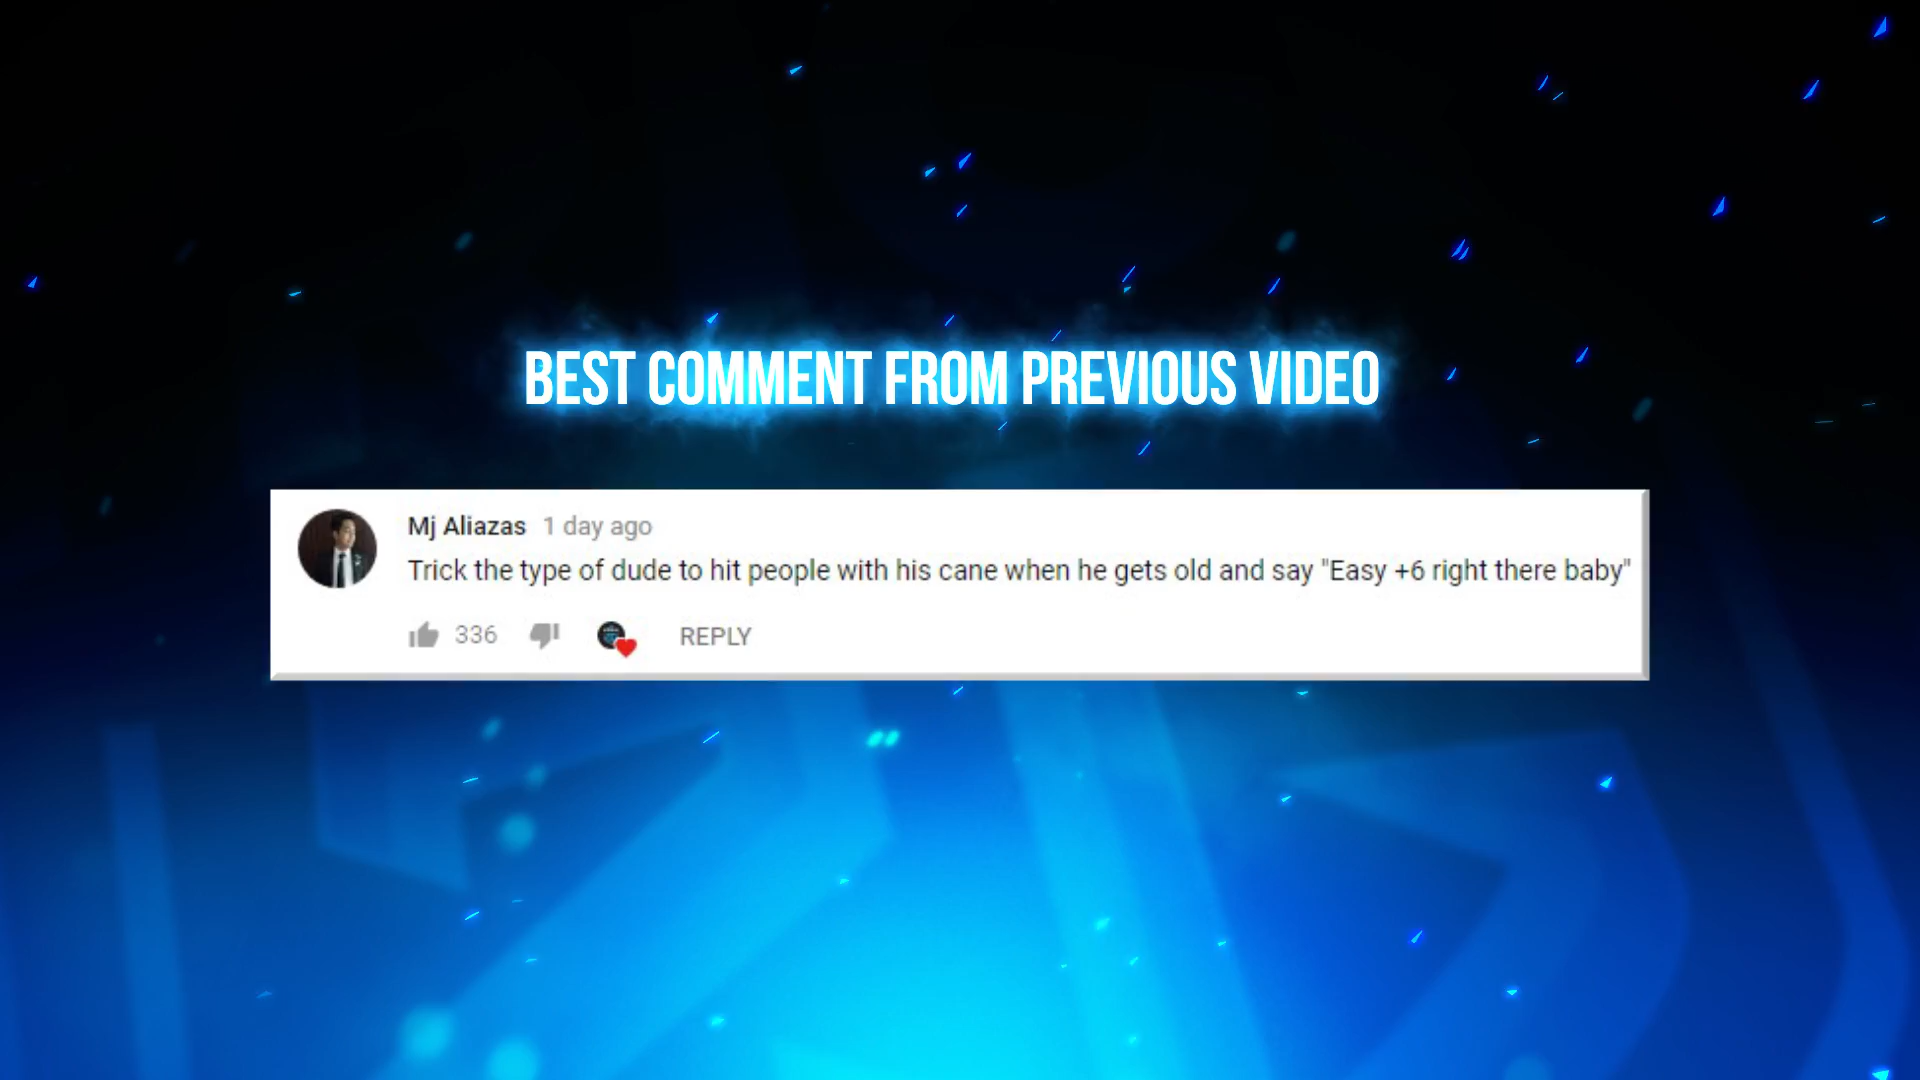 BEST COMMENT FROM PREVIOUS VIDEO
Mj Aliazas 1 day ago
Trick the type of dude to hit people with his cane when he gets old and say "Easy +6 right there baby"
336 REPLY